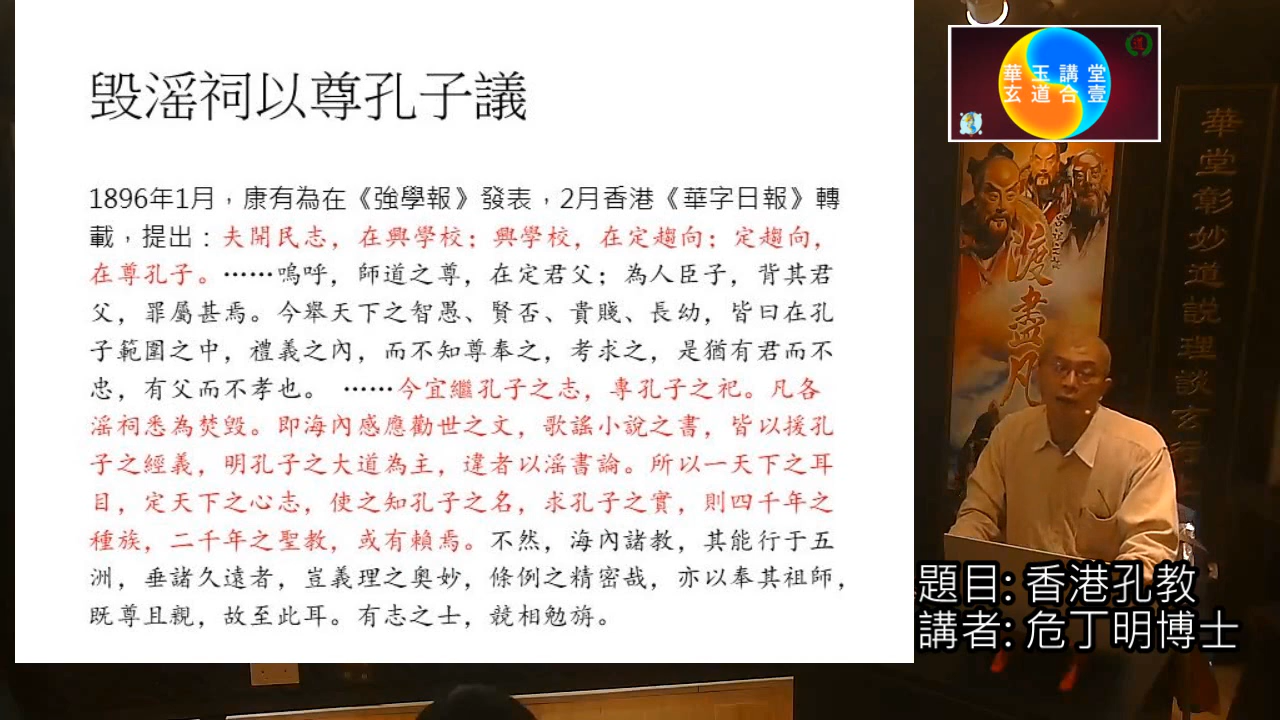 毀滛祠以尊孔子議
1896年1月，康有為在《強學報》發表，2月香港《華字日報》轉
載，提出：夫開民志，在興學校；興學校，在定趨向；定趨向，
在尊孔子。……嗚呼，師道之尊，在定君父；為人臣子，背其君
父，罪屬甚焉。今舉天下之智愚、賢否、貴賤、長幼，皆曰在孔
子範圍之中，禮義之內，而不知尊奉之，考求之，是猶有君而不
忠，有父而不孝也。 ……今宜繼孔子之志，專孔子之祀。凡各
滛祠悉為焚毀。即海內感應勸世之文，歌謠小說之書，皆以援孔
子之經義，明孔子之大道為主，違者以滛書論。所以一天下之耳
目，定天下之心志，使之知孔子之名，求孔子之實，則四千年之
種族，二千年之聖教，或有賴焉。不然，海內諸教，其能行于五
洲，垂諸久遠者，豈義理之奧妙，條例之精密哉，亦以奉其祖師，
既尊且親，故至此耳。有志之士，競相勉旃。
華玉講堂
玄道合壹
道
渡盡凡
華堂彰妙道説理談玄行
題目: 香港孔教
講者: 危丁明博士